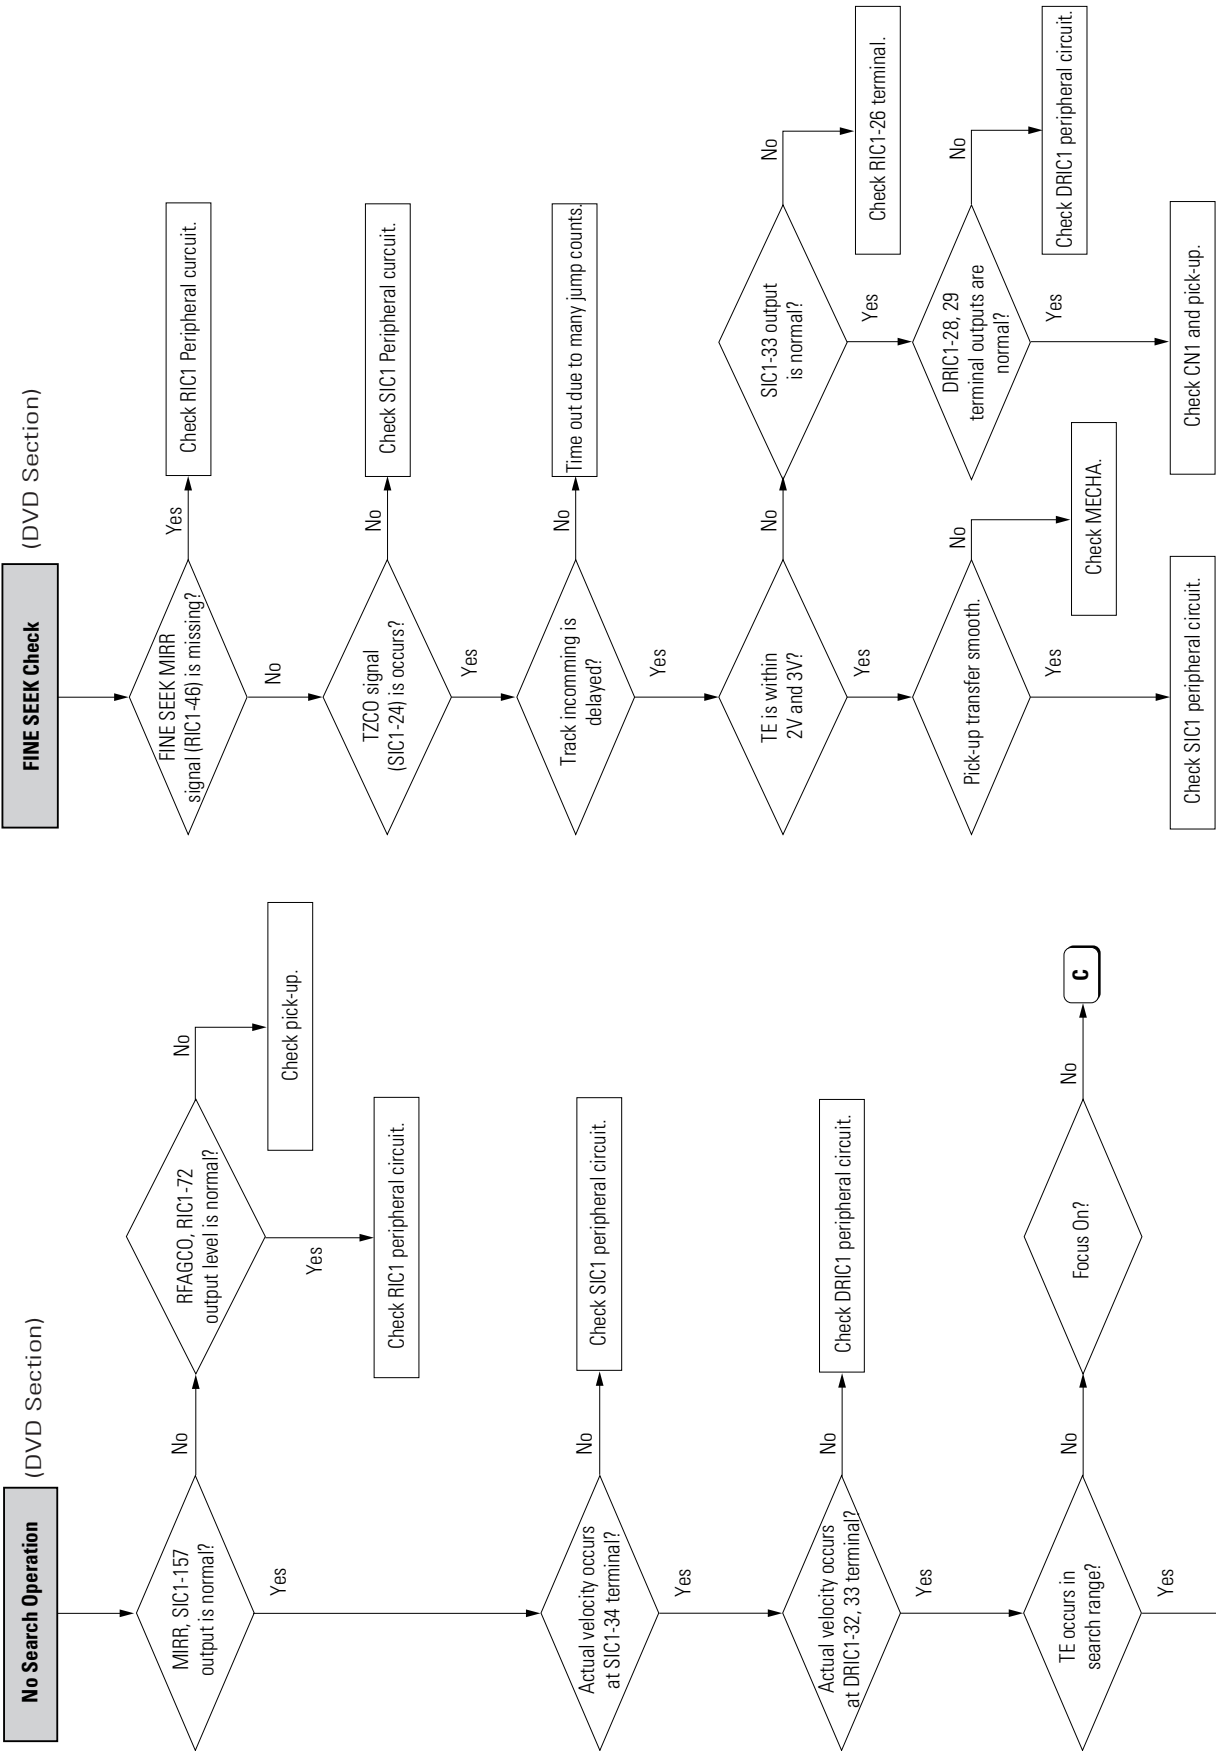 No Search Operation
(DVD Section)
MIRR, SIC1-157
output is normal?
No
RFAGCO, RIC1-72
output level is normal?
No
Check pick-up.
Yes
Check RIC1 peripheral circuit.
Yes
Actual velocity occurs
at SIC1-34 terminal?
No
Check SIC1 peripheral circuit.
Yes
Actual velocity occurs
at DRIC1-32, 33 terminal?
No
Check DRIC1 peripheral circuit.
Yes
TE occurs in
search range?
No
Focus On?
No
C
Yes
FINE SEEK Check
(DVD Section)
FINE SEEK MIRR
signal (RIC1-46) is missing?
Yes
Check RIC1 Peripheral curcuit.
No
TZCO signal
(SIC1-24) is occurs?
No
Check SIC1 Peripheral curcuit.
Yes
Track incomming is
delayed?
No
Time out due to many jump counts.
Yes
TE is within
2V and 3V?
No
SIC1-33 output
is normal?
No
Check RIC1-26 terminal.
Yes
DRIC1-28, 29
terminal outputs are
normal?
No
Check DRIC1 peripheral circuit.
Yes
Check CN1 and pick-up.
Yes
Pick-up transfer smooth.
No
Check MECHA.
Yes
Check SIC1 peripheral circuit.